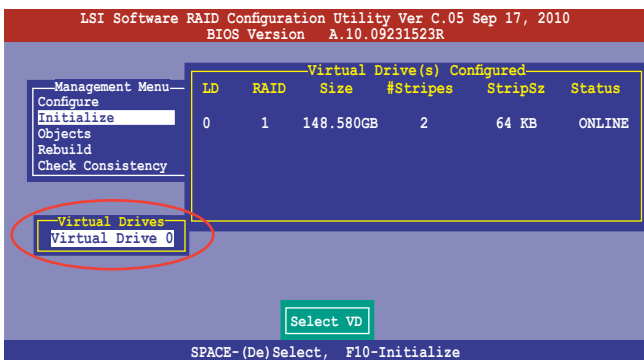 LSI Software RAID Configuration Utility Ver C.05 Sep 17, 2010
BIOS Version A.10.09231523R
Virtual Drive(s) Configured
LD RAID Size #Stripes StripSz Status
0 1 148.580GB 2 64 KB ONLINE
Management Menu
Configure
Initialize
Objects
Rebuild
Check Consistency
Virtual Drives
Virtual Drive 0
Select VD
SPACE-(De)Select, F10-Initialize